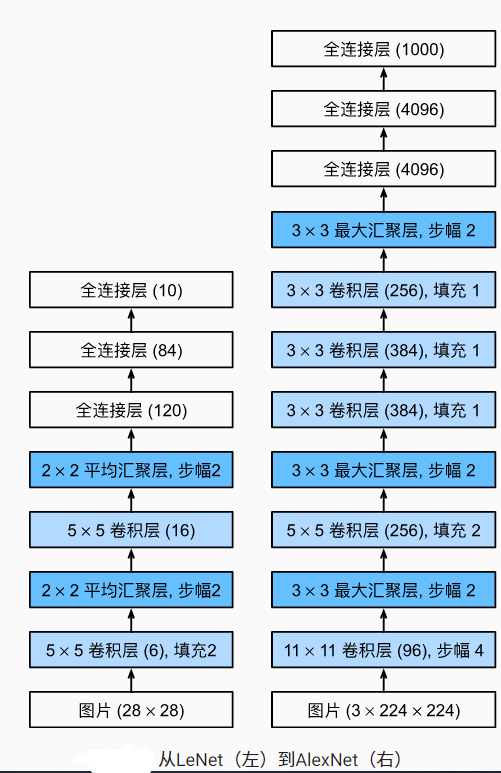 全连接层 (10)
全连接层 (84)
全连接层 (120)
2 × 2 平均汇聚层, 步幅2
5 × 5 卷积层 (16)
2 × 2 平均汇聚层, 步幅2
5 × 5 卷积层 (6), 填充2
图片 (28 × 28)
全连接层 (1000)
全连接层 (4096)
全连接层 (4096)
3 × 3 最大汇聚层, 步幅 2
3 × 3 卷积层 (256), 填充 1
3 × 3 卷积层 (384), 填充 1
3 × 3 卷积层 (384), 填充 1
3 × 3 最大汇聚层, 步幅 2
5 × 5 卷积层 (256), 填充 2
3 × 3 最大汇聚层, 步幅 2
11 × 11 卷积层 (96), 步幅 4
图片 (3 × 224 × 224)
从LeNet（左）到AlexNet（右）